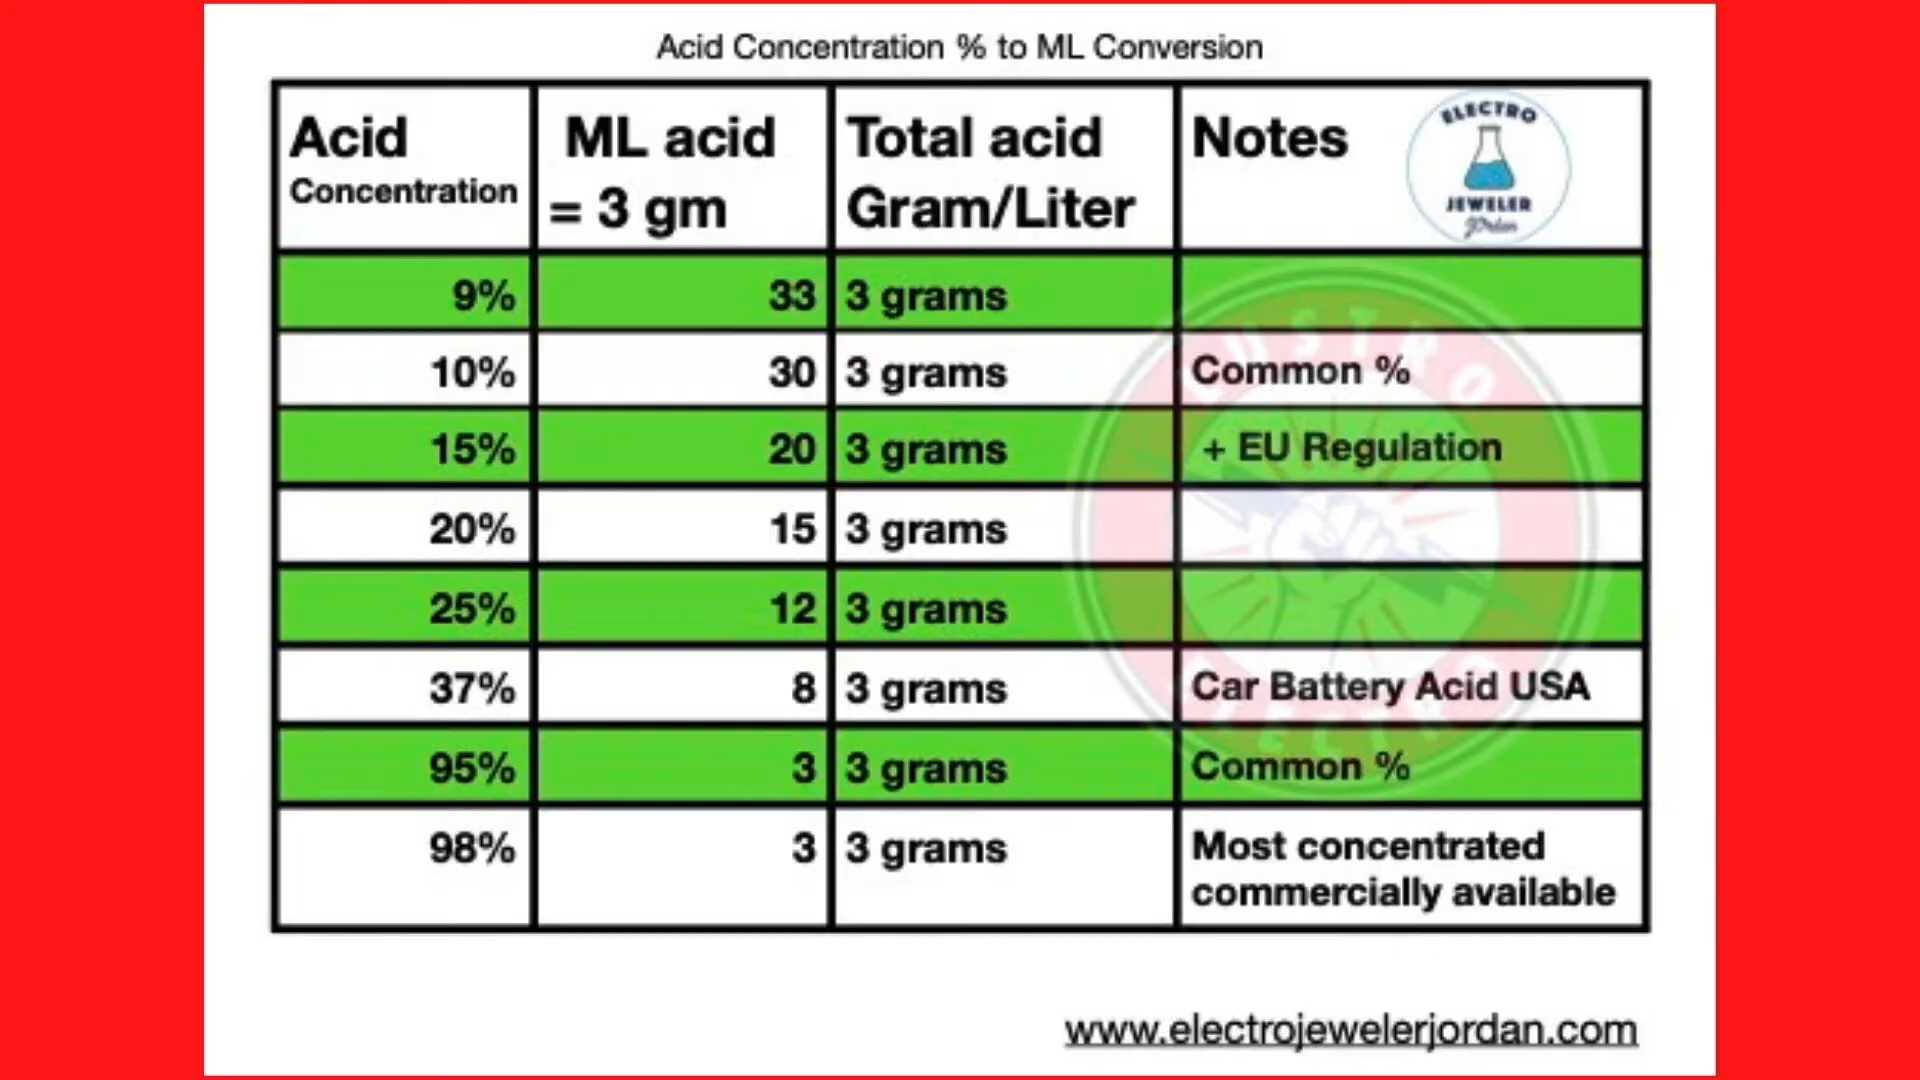 Acid Concentration % to ML Conversion
Acid
Concentration
ML acid
= 3 gm
Total acid
Gram/Liter
Notes
ELECTRO
JEWELER
Jordan
9% 33 3 grams
10% 30 3 grams Common %
15% 20 3 grams + EU Regulation
20% 15 3 grams
25% 12 3 grams
37% 8 3 grams Car Battery Acid USA
95% 3 3 grams Common %
98% 3 3 grams Most concentrated
commercially available
LUSTRO
ELECTRO
www.electrojewelerjordan.com